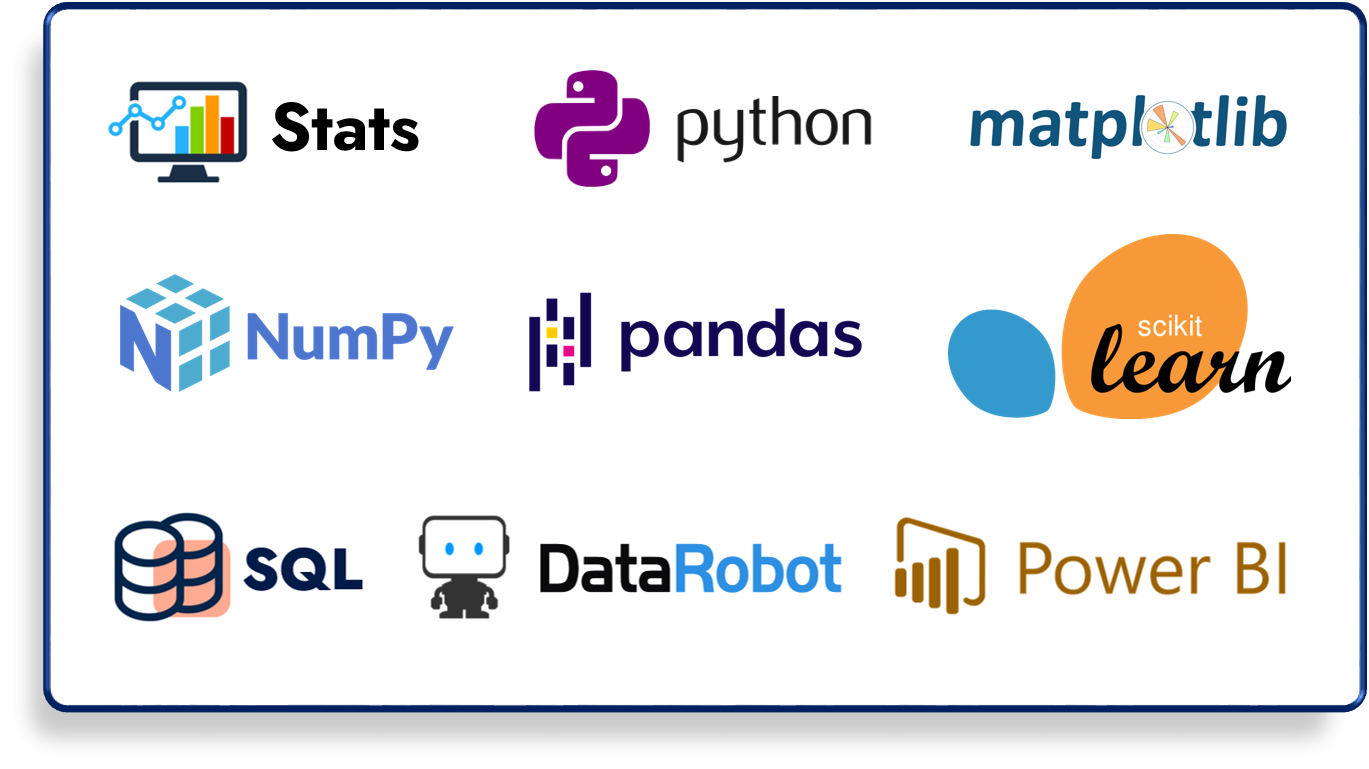 Stats
python
matplotlib
NumPy
pandas
scikit
learn
SQL
DataRobot
Power BI